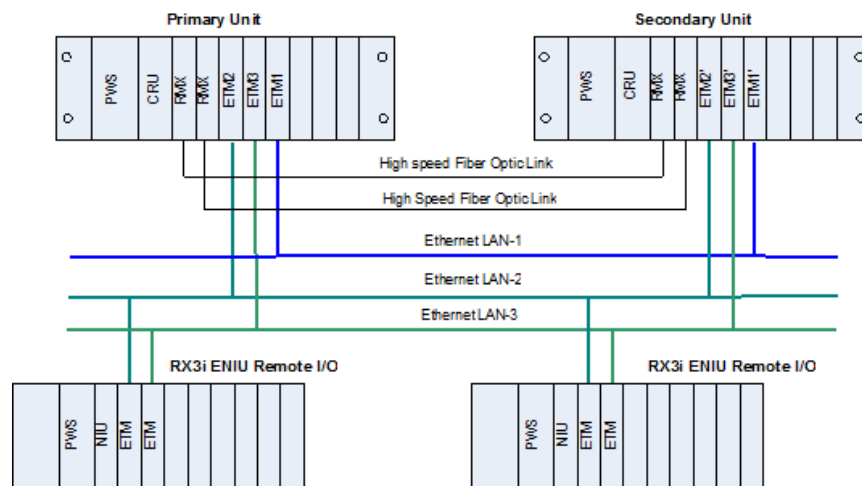 Primary Unit
Secondary Unit
PWS
CRU
RMX
RMX
ETM2
ETM3
ETM1
PWS
CRU
RMX
RMX
ETM2'
ETM3'
ETM1'
High speed Fiber Optic Link
High Speed Fiber Optic Link
Ethernet LAN-1
Ethernet LAN-2
Ethernet LAN-3
RX3i ENIU Remote I/O
RX3i ENIU Remote I/O
PWS
NIU
ETM
ETM
PWS
NIU
ETM
ETM